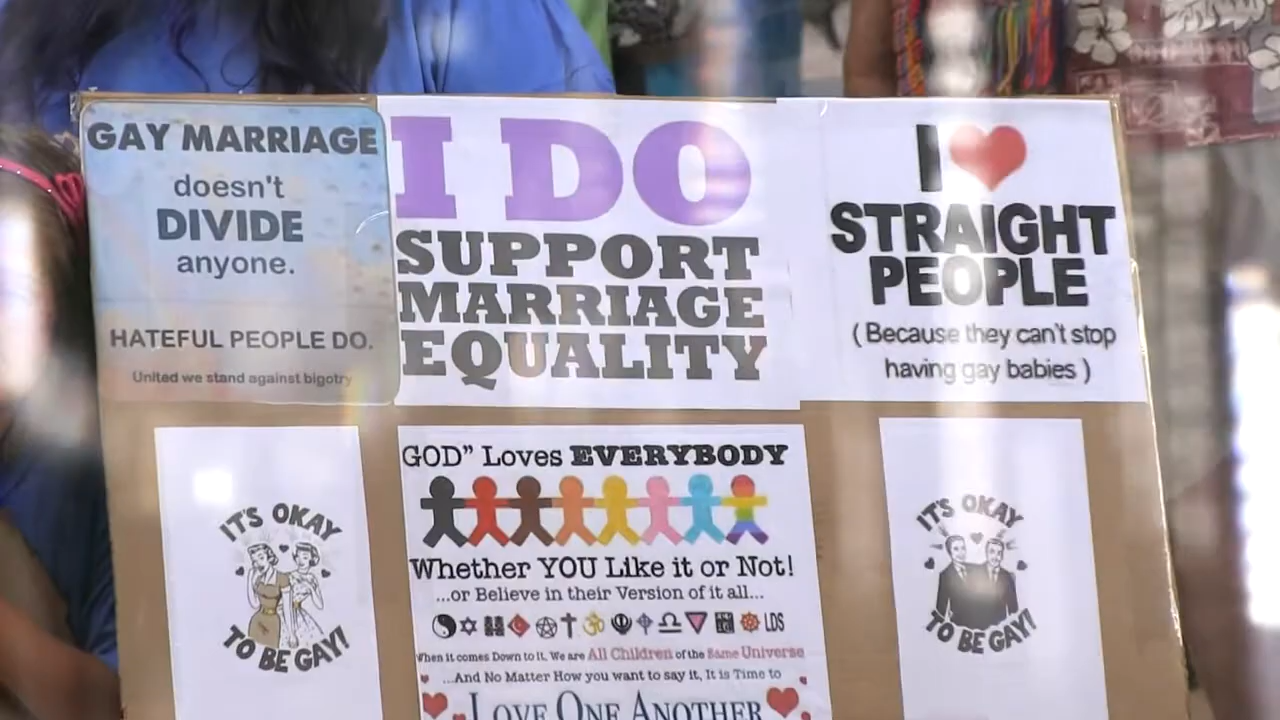 GAY MARRIAGE
doesn't
DIVIDE
anyone.
HATEFUL PEOPLE DO.
United we stand against bigotry
I DO
SUPPORT
MARRIAGE
EQUALITY
I
STRAIGHT
PEOPLE
( Because they can't stop
having gay babies )
IT'S OKAY
TO BE GAY!
GOD” Loves EVERYBODY
Whether YOU Like it or Not!
...or Believe in their Version of it all...
LDS
When it comes Down to it, We are All Children of the Same Universe
...And No Matter How you want to say it, It is Time to
LOVE ONE ANOTHER
IT'S OKAY
TO BE GAY!